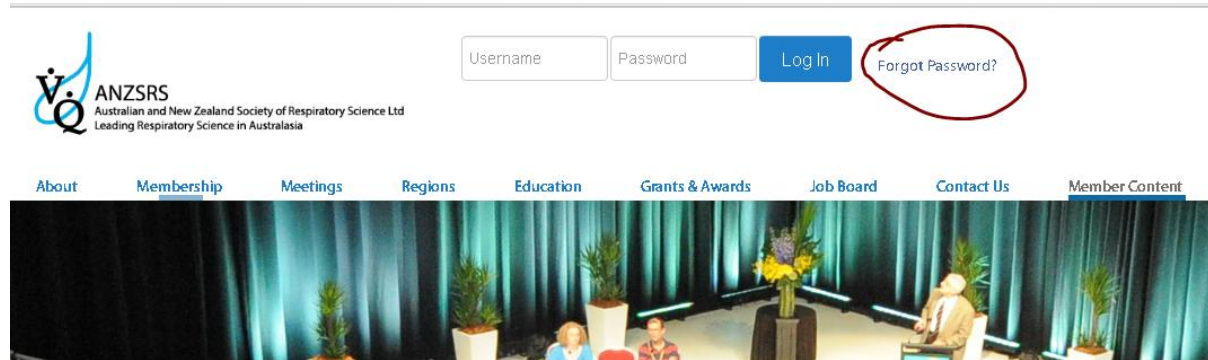 Username Password Log In Forgot Password?
V̇
Q̇
ANZSRS
Australian and New Zealand Society of Respiratory Science Ltd
Leading Respiratory Science in Australasia
About Membership Meetings Regions Education Grants & Awards Job Board Contact Us Member Content